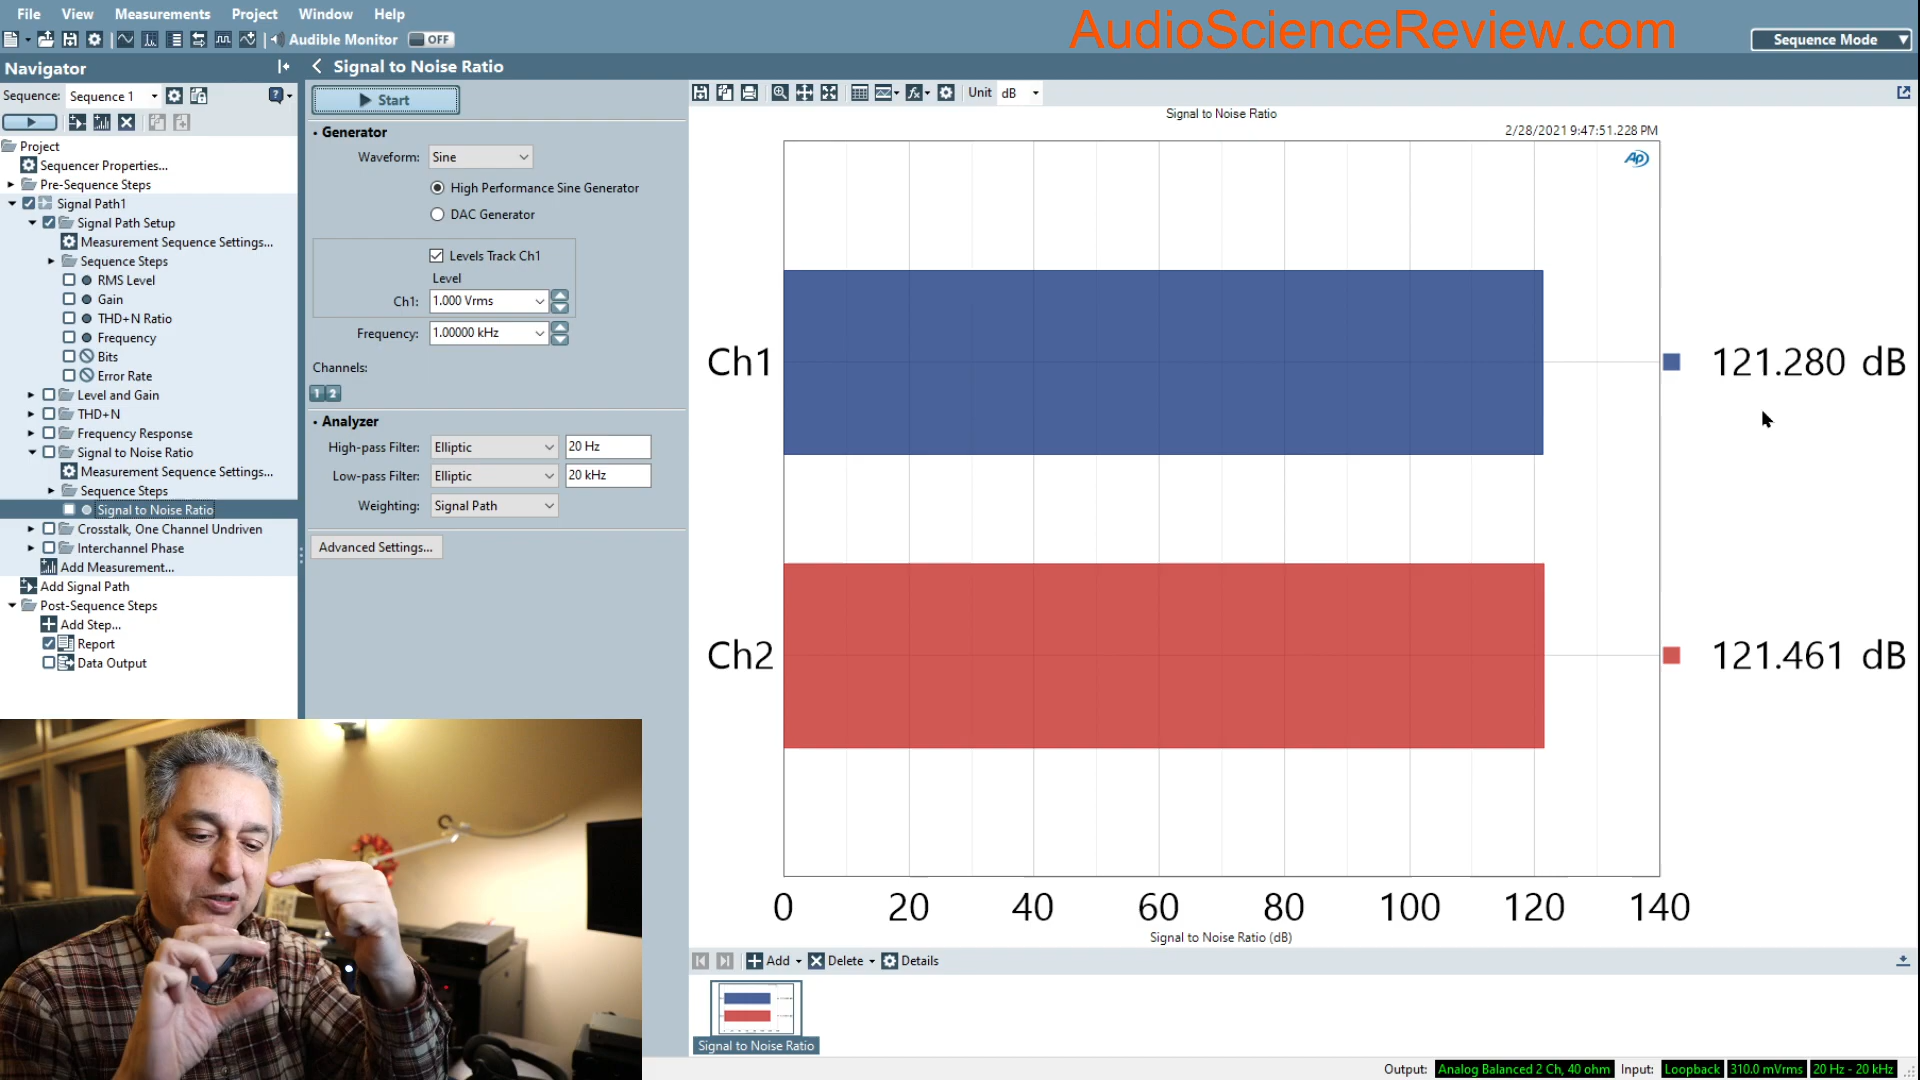 File View Measurements Project Window Help
AudioScienceReview.com
Audible Monitor OFF
Sequence Mode
Navigator
Signal to Noise Ratio
Sequence: Sequence 1
Start
Unit dB
Project
Sequencer Properties...
Pre-Sequence Steps
Signal Path1
Signal Path Setup
Measurement Sequence Settings...
Sequence Steps
RMS Level
Gain
THD+N Ratio
Frequency
Bits
Error Rate
Level and Gain
THD+N
Frequency Response
Signal to Noise Ratio
Measurement Sequence Settings...
Sequence Steps
Signal to Noise Ratio
Crosstalk, One Channel Undriven
Interchannel Phase
Add Measurement...
Add Signal Path
Post-Sequence Steps
Add Step...
Report
Data Output
Generator
Waveform: Sine
High Performance Sine Generator
DAC Generator
Levels Track Ch1
Level
Ch1: 1.000 Vrms
Frequency: 1.00000 kHz
Channels:
1 2
Analyzer
High-pass Filter: Elliptic 20 Hz
Low-pass Filter: Elliptic 20 kHz
Weighting: Signal Path
Advanced Settings...
Signal to Noise Ratio
2/28/2021 9:47:51.228 PM
AP
Ch1 121.280 dB
Ch2 121.461 dB
0 20 40 60 80 100 120 140
Signal to Noise Ratio (dB)
Add Delete Details
Signal to Noise Ratio
Output: Analog Balanced 2 Ch, 40 ohm Input: Loopback 310.0 mVrms 20 Hz - 20 kHz